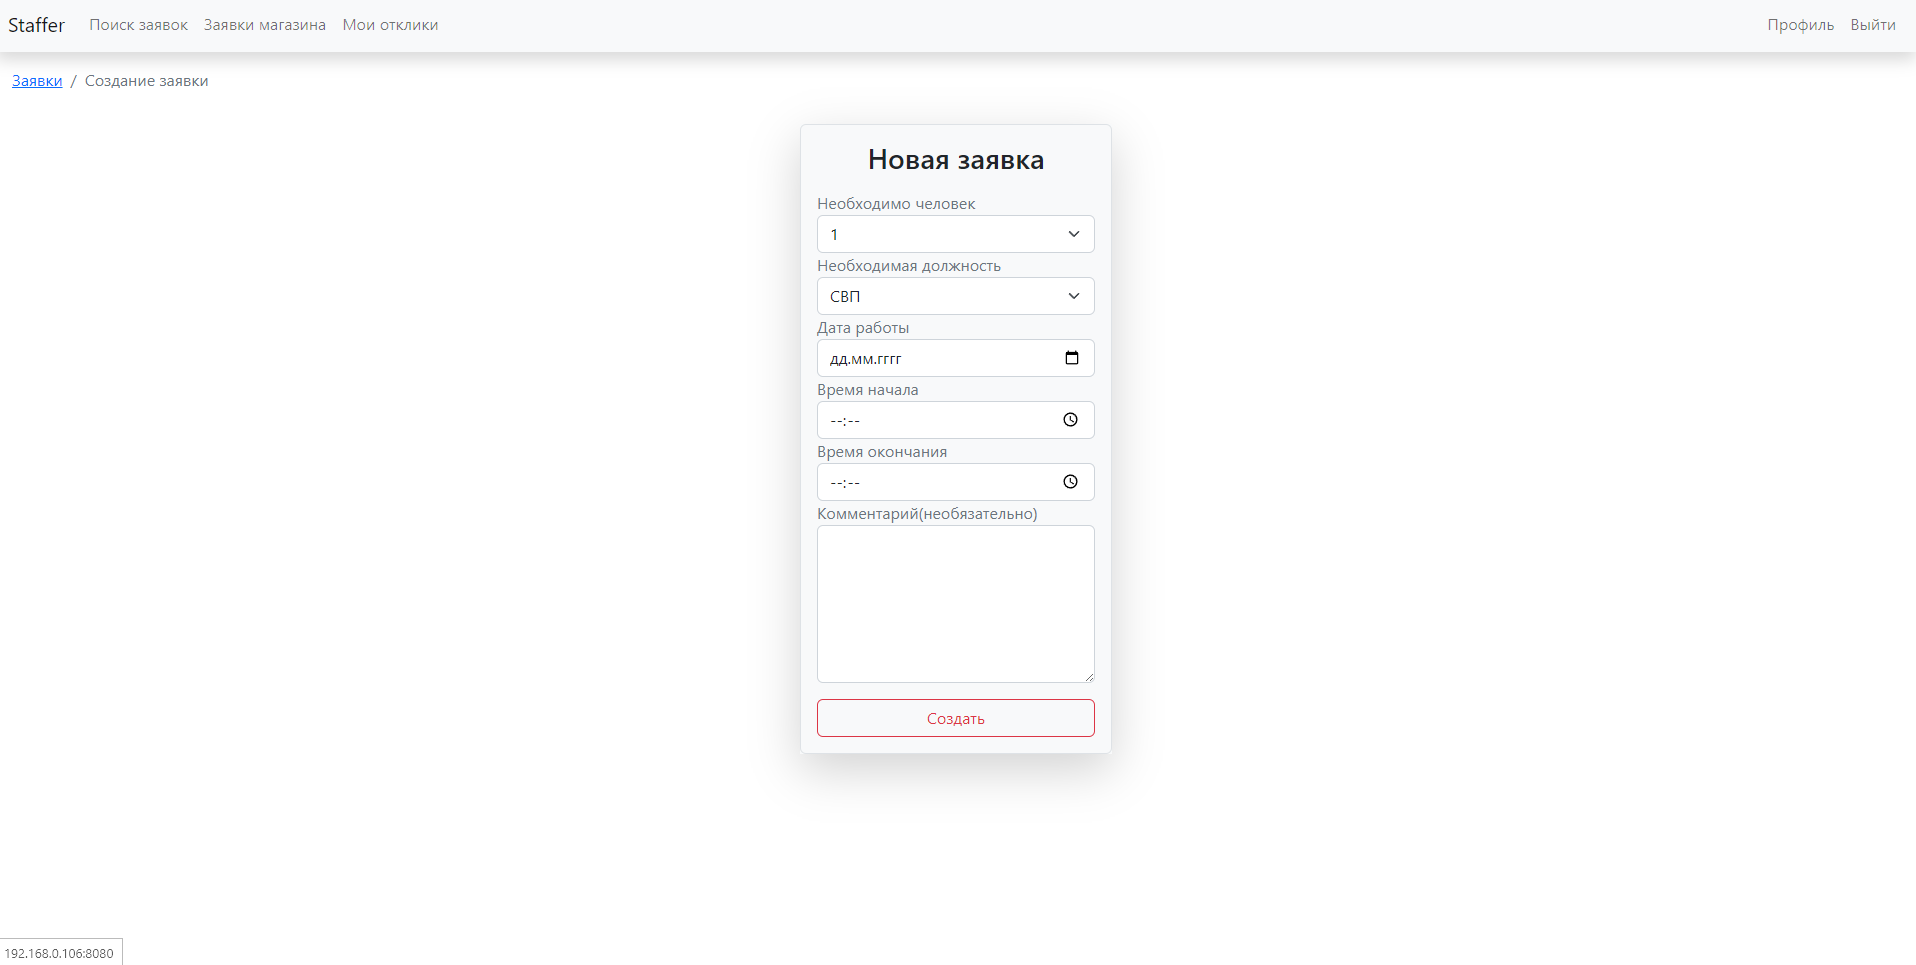 Staffer Поиск заявок Заявки магазина Мои отклики Профиль Выйти
Заявки / Создание заявки
Новая заявка
Необходимо человек
1
Необходимая должность
СВП
Дата работы
дд.мм.гггг
Время начала
--:--
Время окончания
--:--
Комментарий(необязательно)
Создать
192.168.0.106:8080